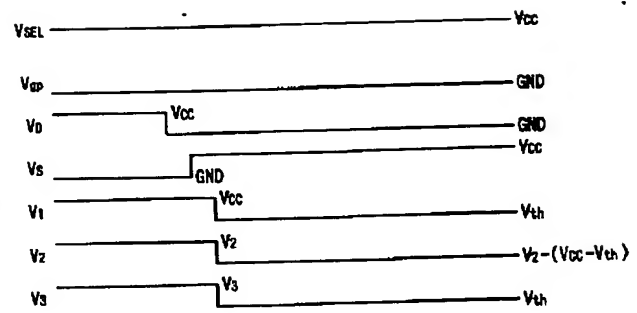 VSEL VCC
VGP GND
VD VCC GND
VS GND VCC
V1 VCC Vth
V2 V2 V2-(VCC-Vth)
V3 V3 Vth